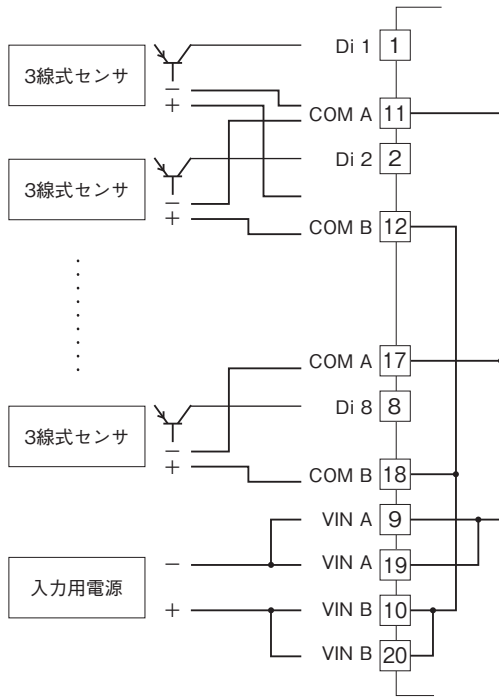 Di 1 1
3線式センサ
−
+
COM A 11
Di 2 2
3線式センサ
−
+
COM B 12
COM A 17
Di 8 8
3線式センサ
−
+
COM B 18
VIN A 9
− VIN A 19
入力用電源
+ VIN B 10
VIN B 20